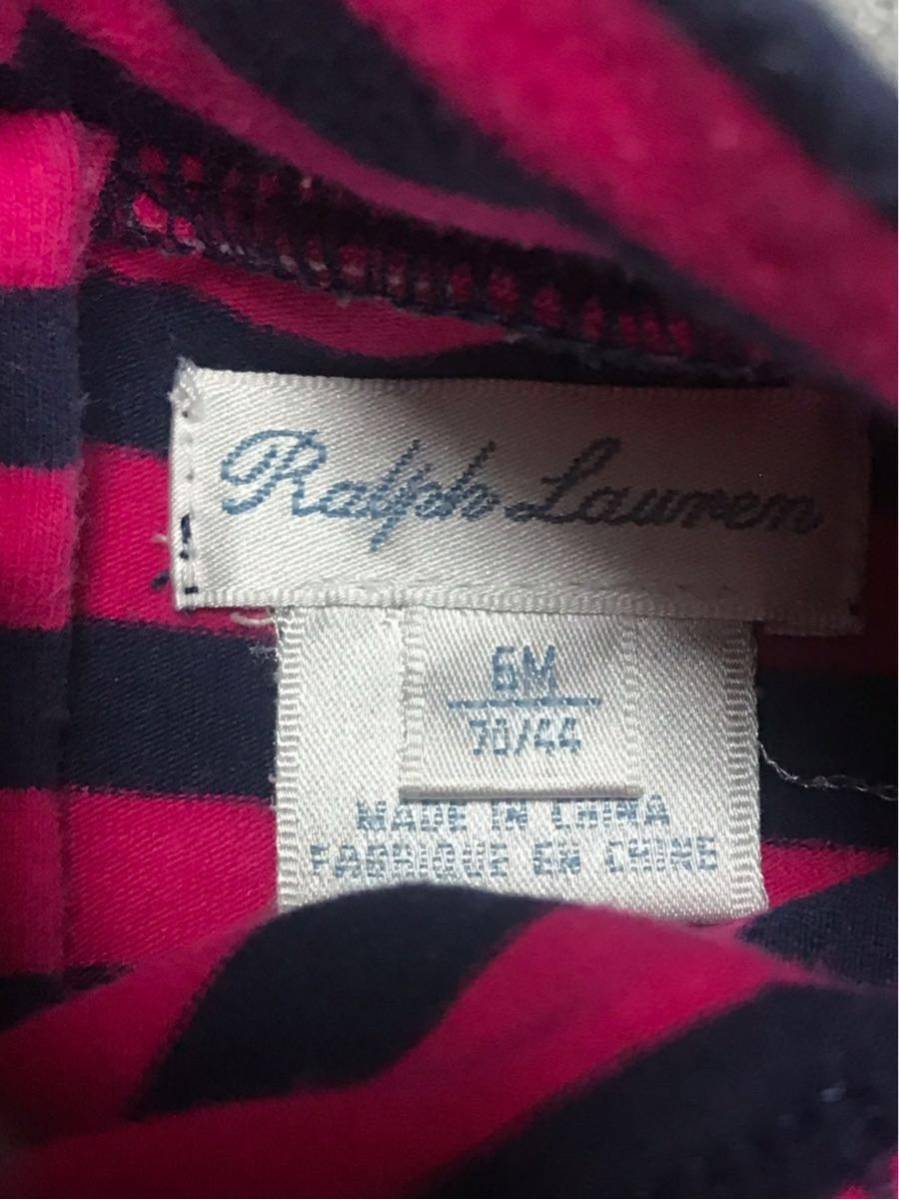 Ralph Lauren
6M
70/44
MADE IN CHINA
FABRIQUE EN CHINE